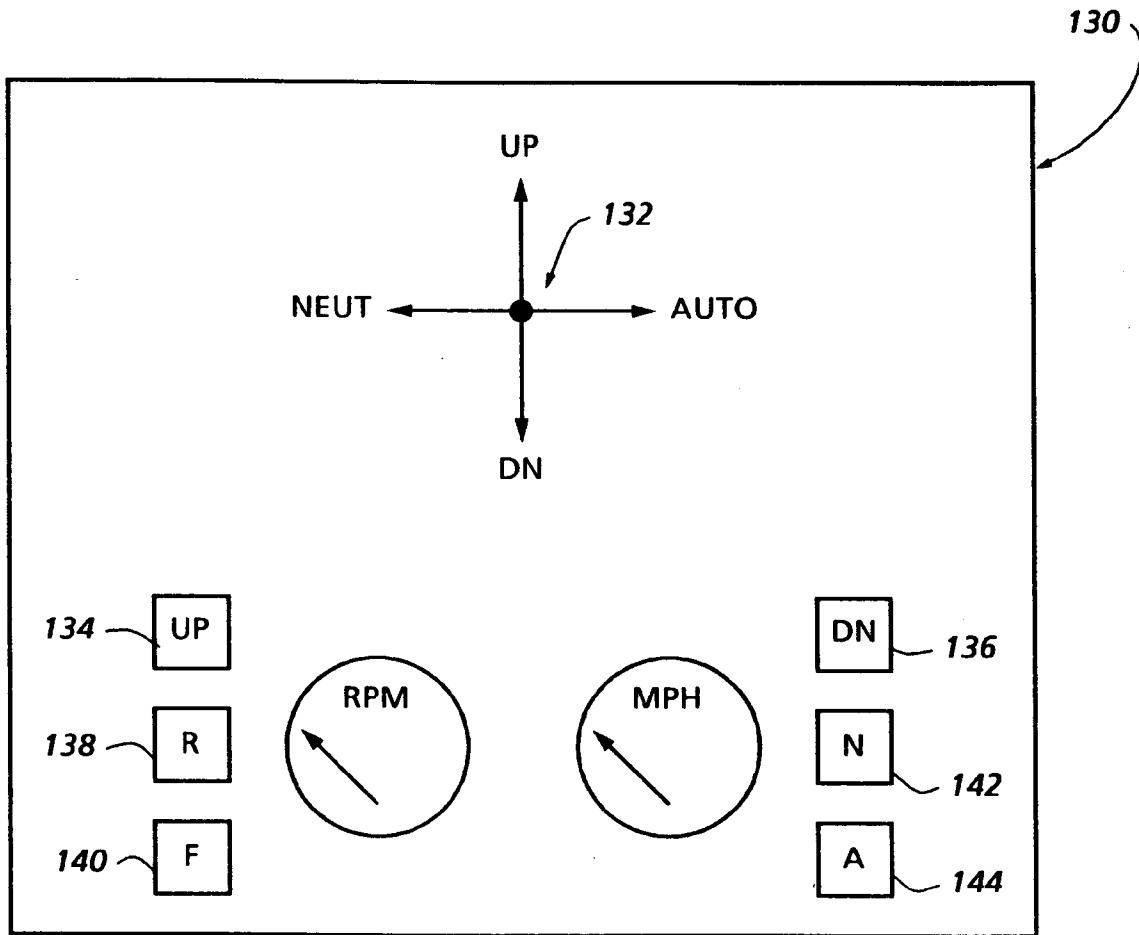 130
UP
132
NEUT AUTO
DN
134 UP DN 136
RPM MPH
138 R N 142
140 F A 144